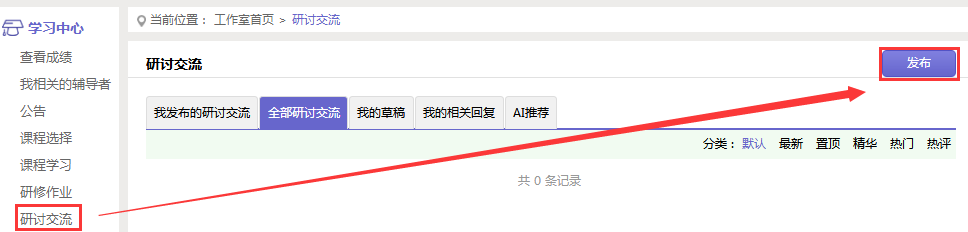 学习中心
查看成绩
我相关的辅导者
公告
课程选择
课程学习
研修作业
研讨交流
当前位置： 工作室首页 > 研讨交流
研讨交流
发布
我发布的研讨交流 全部研讨交流 我的草稿 我的相关回复 AI推荐
分类： 默认 最新 置顶 精华 热门 热评
共 0 条记录